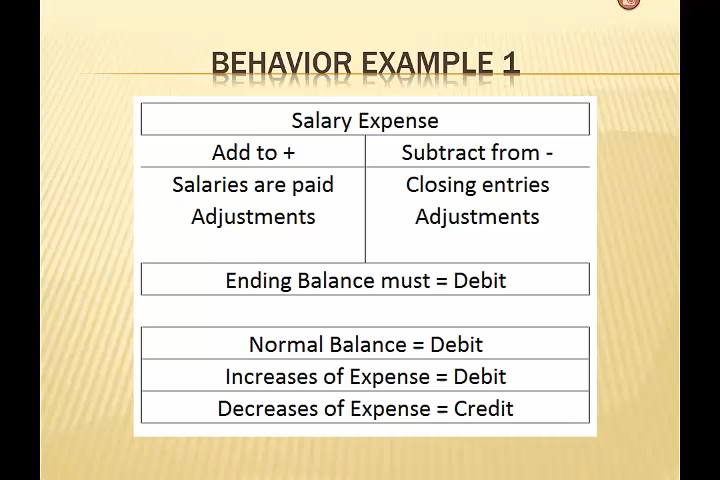 BEHAVIOR EXAMPLE 1
Salary Expense
Add to + Subtract from -
Salaries are paid Closing entries
Adjustments Adjustments
Ending Balance must = Debit
Normal Balance = Debit
Increases of Expense = Debit
Decreases of Expense = Credit